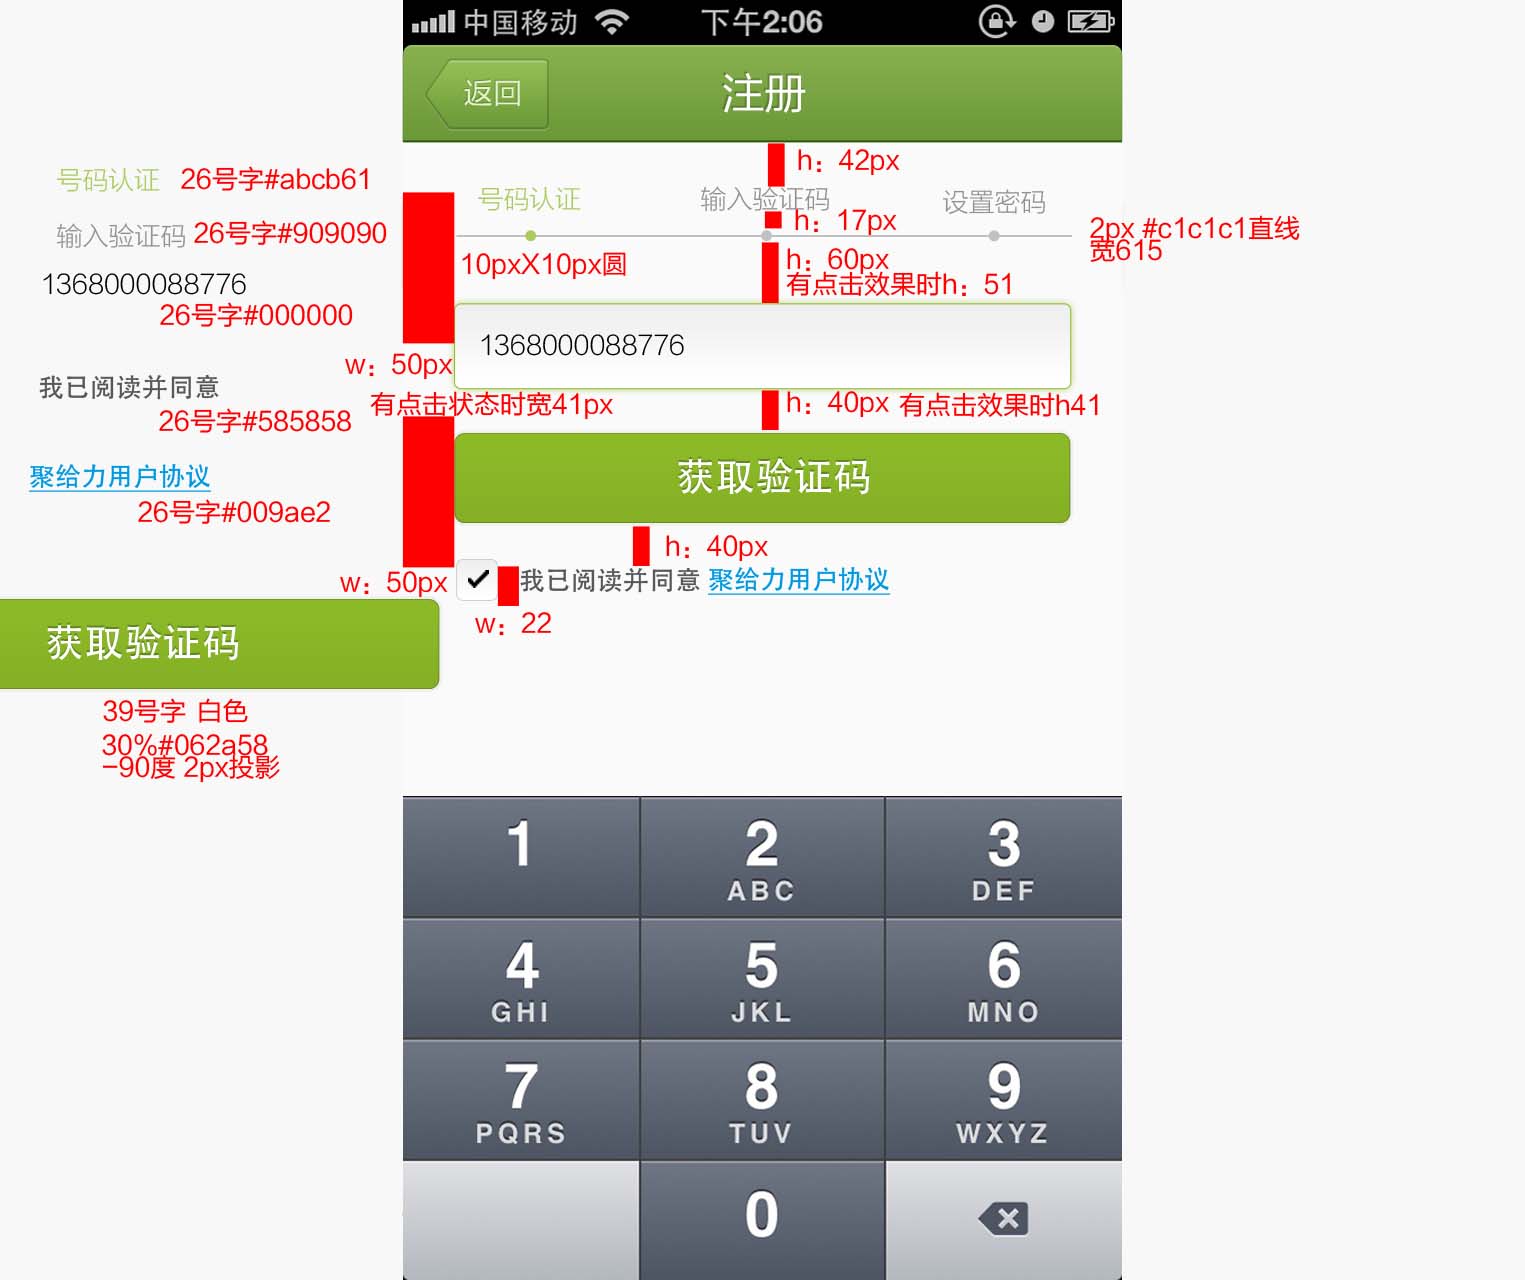 中国移动 下午2:06
返回 注册
h：42px
号码认证 26号字#abcb61
号码认证 输入验证码 设置密码
输入验证码 26号字#909090
h：17px
2px #c1c1c1直线
宽615
10pxX10px圆
h：60px
有点击效果时h：51
1368000088776
26号字#000000
1368000088776
w：50px
我已阅读并同意
26号字#585858
有点击状态时宽41px
h：40px 有点击效果时h41
聚给力用户协议
26号字#009ae2
获取验证码
h：40px
w：50px
我已阅读并同意 聚给力用户协议
w：22
获取验证码
39号字 白色
30%#062a58
-90度 2px投影
1 2 3
ABC DEF
4 5 6
GHI JKL MNO
7 8 9
PQRS TUV WXYZ
0